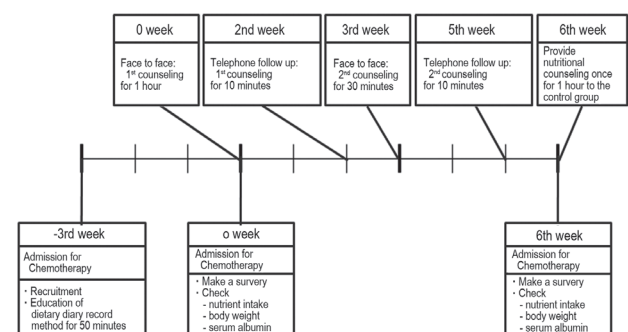 0 week
Face to face:
1st counseling
for 1 hour
2nd week
Telephone follow up:
1st counseling
for 10 minutes
3rd week
Face to face:
2nd counseling
for 30 minutes
5th week
Telephone follow up:
2nd counseling
for 10 minutes
6th week
Provide
nutritional
counseling once
for 1 hour to the
control group
-3rd week
Admission for
Chemotherapy
· Recruitment
· Education of
dietary diary record
method for 50 minutes
o week
Admission for
Chemotherapy
· Make a survery
· Check
- nutrient intake
- body weight
- serum albumin
6th week
Admission for
Chemotherapy
· Make a survery
· Check
- nutrient intake
- body weight
- serum albumin